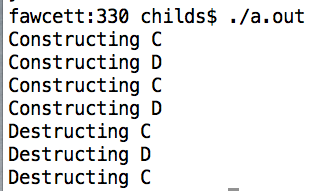 fawcett:330 childs$ ./a.out
Constructing C
Constructing D
Constructing C
Constructing D
Destructing C
Destructing D
Destructing C